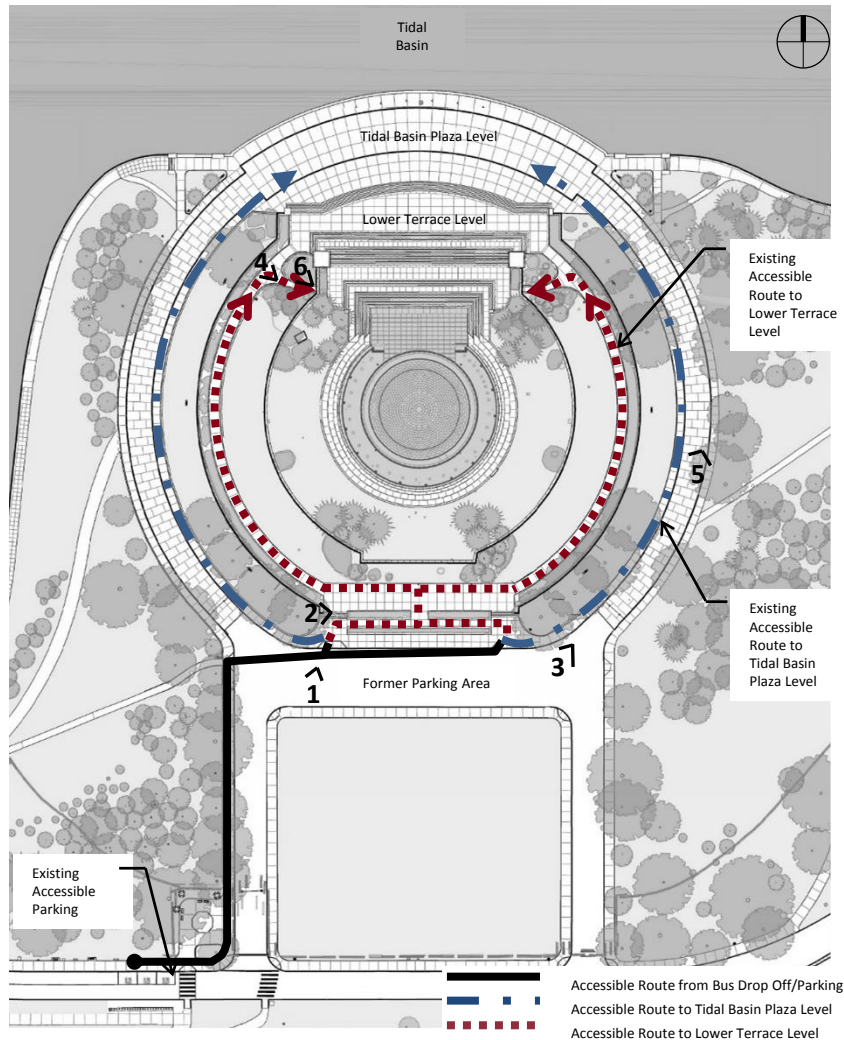 Tidal
Basin
Tidal Basin Plaza Level
Lower Terrace Level
Existing
Accessible
Route to
Lower Terrace
Level
4
6
5
2
Existing
Accessible
Route to
Tidal Basin
Plaza Level
3
1
Former Parking Area
Existing
Accessible
Parking
Accessible Route from Bus Drop Off/Parking
Accessible Route to Tidal Basin Plaza Level
Accessible Route to Lower Terrace Level